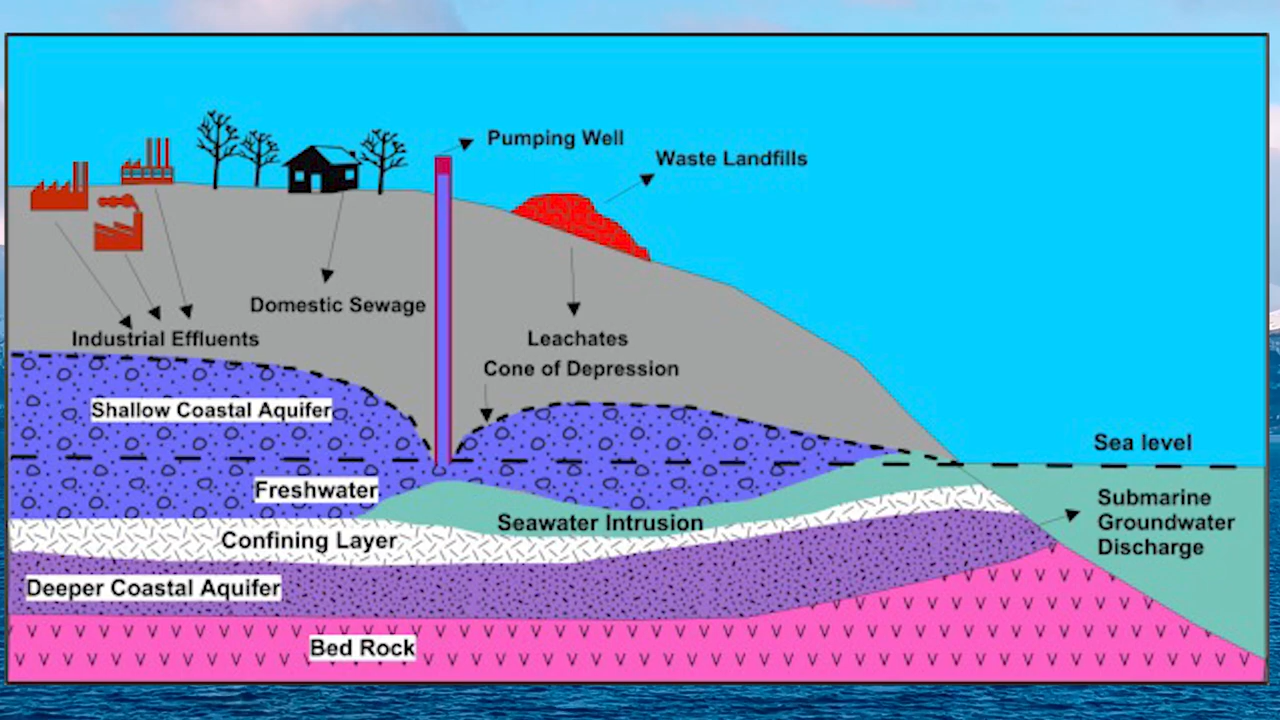 Pumping Well
Waste Landfills
Domestic Sewage
Industrial Effluents
Leachates
Cone of Depression
Shallow Coastal Aquifer
Sea level
Freshwater
Submarine
Groundwater
Discharge
Seawater Intrusion
Confining Layer
Deeper Coastal Aquifer
Bed Rock